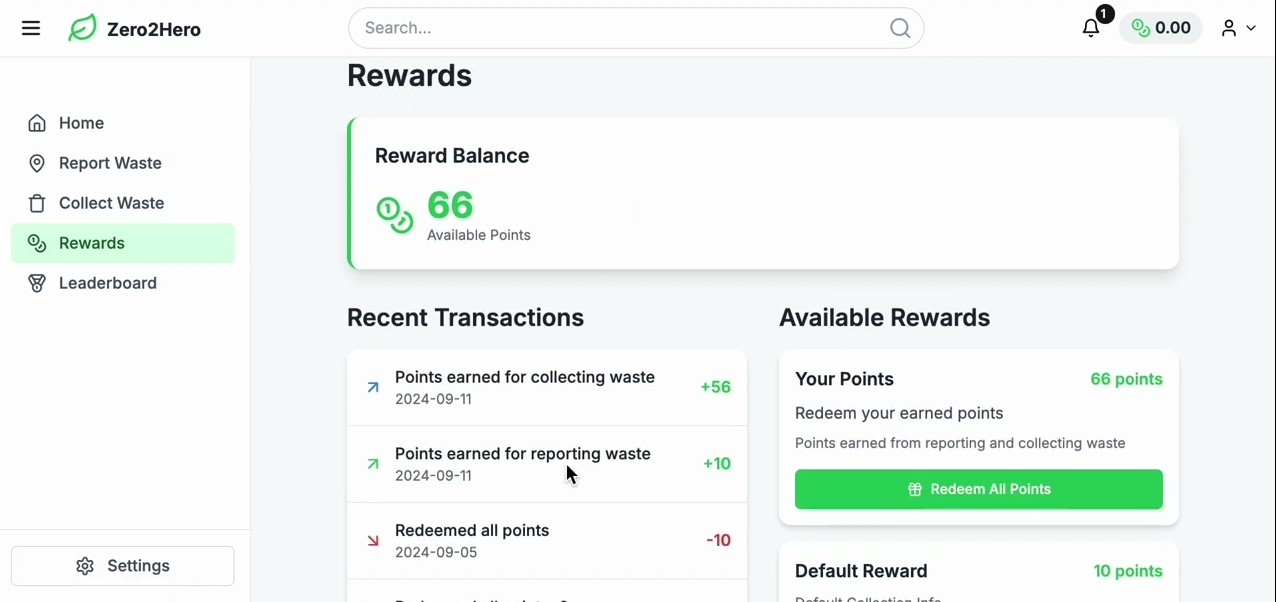 Zero2Hero
Search...
1
0.00
Home
Report Waste
Collect Waste
Rewards
Leaderboard
Settings
Rewards
Reward Balance
66
Available Points
Recent Transactions
Points earned for collecting waste
+56
2024-09-11
Points earned for reporting waste
+10
2024-09-11
Redeemed all points
-10
2024-09-05
Available Rewards
Your Points
66 points
Redeem your earned points
Points earned from reporting and collecting waste
Redeem All Points
Default Reward
10 points
Default Collection Info